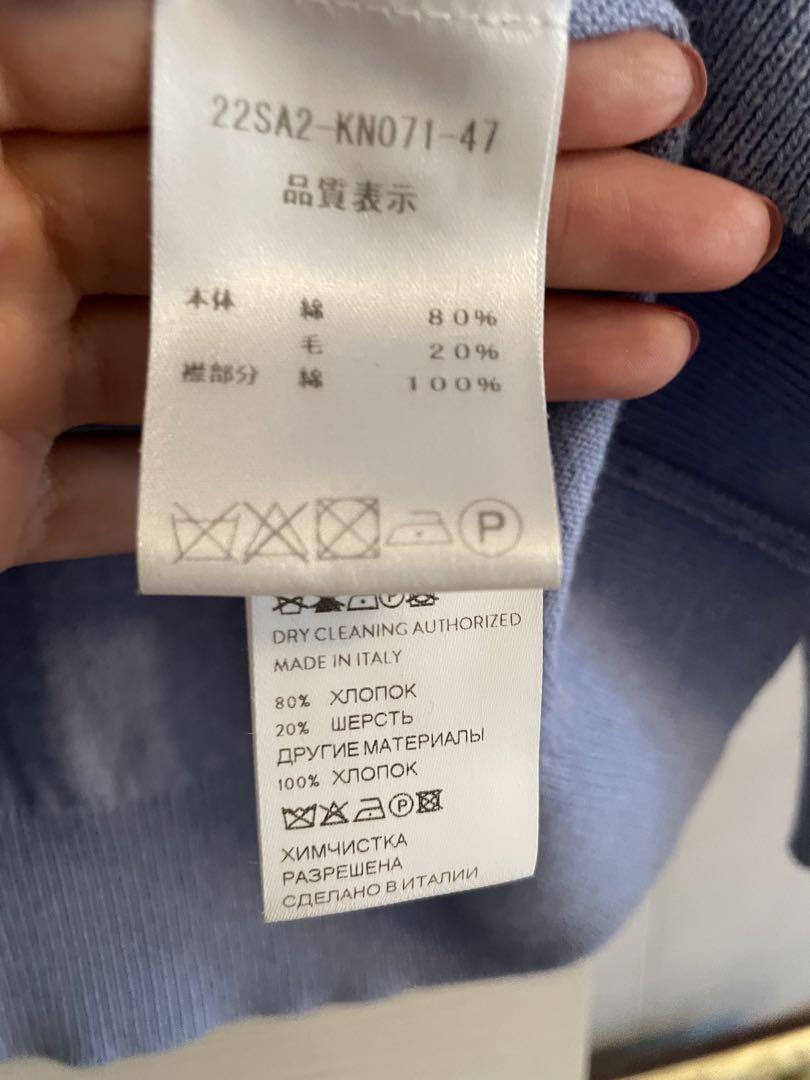 22SA2-KN071-47
品質表示
本体 綿 80%
毛 20%
襟部分 綿 100%
P
DRY CLEANING AUTHORIZED
MADE IN ITALY
80% ХЛОПОК
20% ШЕРСТЬ
ДРУГИЕ МАТЕРИАЛЫ
100% ХЛОПОК
P
ХИМЧИСТКА
РАЗРЕШЕНА
СДЕЛАНО В ИТАЛИИ